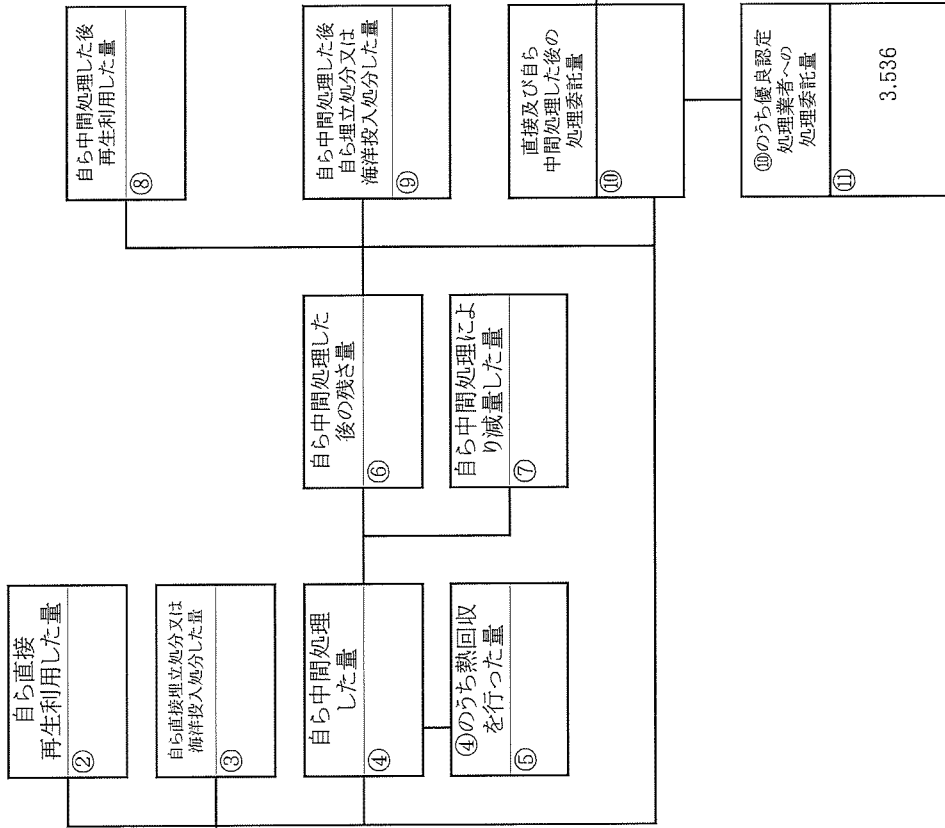 自ら直接
再生利用した量
②
自ら直接埋立処分又は
海洋投入処分した量
③
自ら中間処理
した量
④
④のうち熱回収
を行った量
⑤
自ら中間処理した
後の残さ量
⑥
自ら中間処理によ
り減量した量
⑦
自ら中間処理した後
再生利用した量
⑧
自ら中間処理した後
自ら埋立処分又は
海洋投入処分した量
⑨
直接及び自ら
中間処理した後の
処理委託量
⑩
⑩のうち優良認定
処理業者への
処理委託量
⑪
3.536